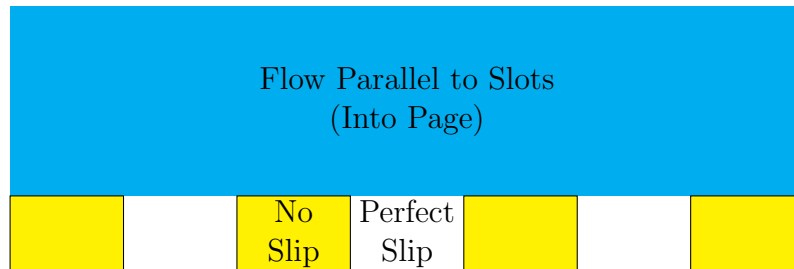 Flow Parallel to Slots
(Into Page)
No
Slip
Perfect
Slip